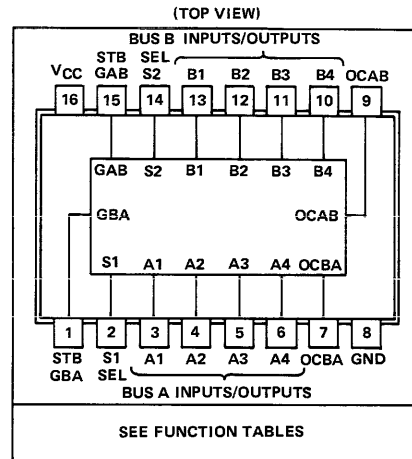 (TOP VIEW)
BUS B INPUTS/OUTPUTS
STB SEL
VCC GAB S2 B1 B2 B3 B4 OCAB
16 15 14 13 12 11 10 9
GAB S2 B1 B2 B3 B4
GBA OCAB
S1 A1 A2 A3 A4 OCBA
1 2 3 4 5 6 7 8
STB S1 A1 A2 A3 A4 OCBA GND
GBA SEL
BUS A INPUTS/OUTPUTS
SEE FUNCTION TABLES